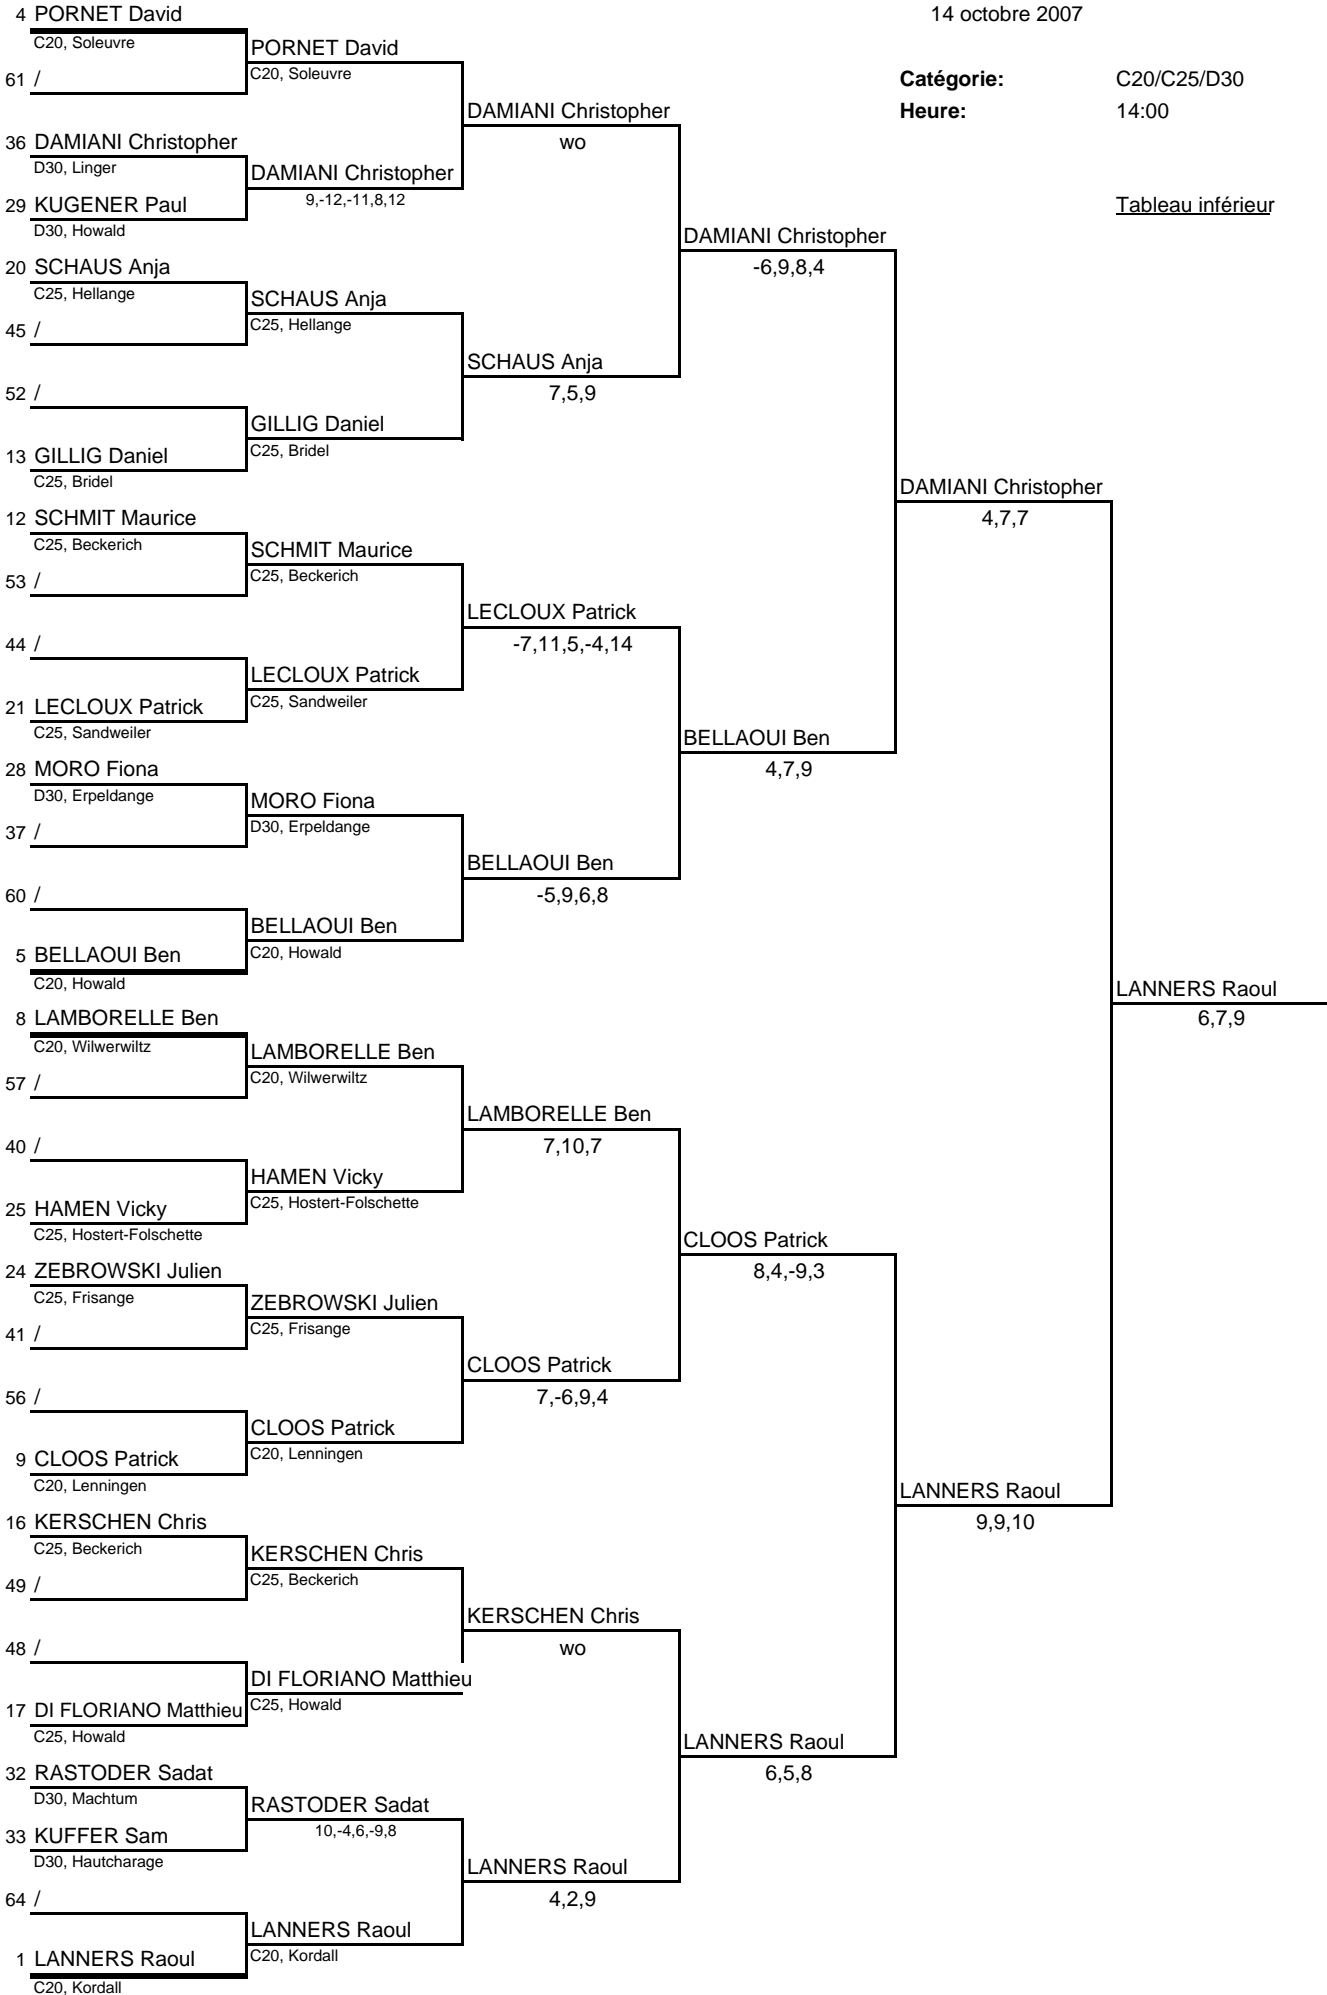 4 PORNET David
14 octobre 2007
C20, Soleuvre
PORNET David
61 /
C20, Soleuvre
Catégorie: C20/C25/D30
DAMIANI Christopher
Heure: 14:00
wo
36 DAMIANI Christopher
D30, Linger
DAMIANI Christopher
9,-12,-11,8,12
29 KUGENER Paul
Tableau inférieur
D30, Howald
DAMIANI Christopher
-6,9,8,4
20 SCHAUS Anja
C25, Hellange
SCHAUS Anja
C25, Hellange
45 /
SCHAUS Anja
7,5,9
52 /
GILLIG Daniel
C25, Bridel
13 GILLIG Daniel
C25, Bridel
DAMIANI Christopher
4,7,7
12 SCHMIT Maurice
C25, Beckerich
SCHMIT Maurice
C25, Beckerich
53 /
LECLOUX Patrick
-7,11,5,-4,14
44 /
LECLOUX Patrick
C25, Sandweiler
21 LECLOUX Patrick
C25, Sandweiler
BELLAOUI Ben
4,7,9
28 MORO Fiona
D30, Erpeldange
MORO Fiona
D30, Erpeldange
37 /
BELLAOUI Ben
-5,9,6,8
60 /
BELLAOUI Ben
C20, Howald
5 BELLAOUI Ben
C20, Howald
LANNERS Raoul
6,7,9
8 LAMBORELLE Ben
C20, Wilwerwiltz
LAMBORELLE Ben
C20, Wilwerwiltz
57 /
LAMBORELLE Ben
7,10,7
40 /
HAMEN Vicky
C25, Hostert-Folschette
25 HAMEN Vicky
C25, Hostert-Folschette
CLOOS Patrick
8,4,-9,3
24 ZEBROWSKI Julien
C25, Frisange
ZEBROWSKI Julien
C25, Frisange
41 /
CLOOS Patrick
7,-6,9,4
56 /
CLOOS Patrick
C20, Lenningen
9 CLOOS Patrick
C20, Lenningen
LANNERS Raoul
9,9,10
16 KERSCHEN Chris
C25, Beckerich
KERSCHEN Chris
C25, Beckerich
49 /
KERSCHEN Chris
wo
48 /
DI FLORIANO Matthieu
C25, Howald
17 DI FLORIANO Matthieu
C25, Howald
LANNERS Raoul
6,5,8
32 RASTODER Sadat
D30, Machtum
RASTODER Sadat
10,-4,6,-9,8
33 KUFFER Sam
D30, Hautcharage
LANNERS Raoul
4,2,9
64 /
LANNERS Raoul
C20, Kordall
1 LANNERS Raoul
C20, Kordall